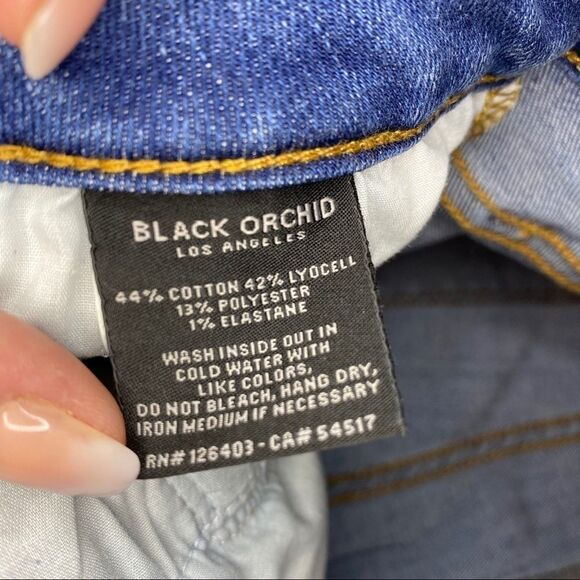 BLACK ORCHID
LOS ANGELES
44% COTTON 42% LYOCELL
13% POLYESTER
1% ELASTANE
WASH INSIDE OUT IN
COLD WATER WITH
LIKE COLORS,
DO NOT BLEACH, HANG DRY,
IRON MEDIUM IF NECESSARY
RN# 126403 - CA# 54517